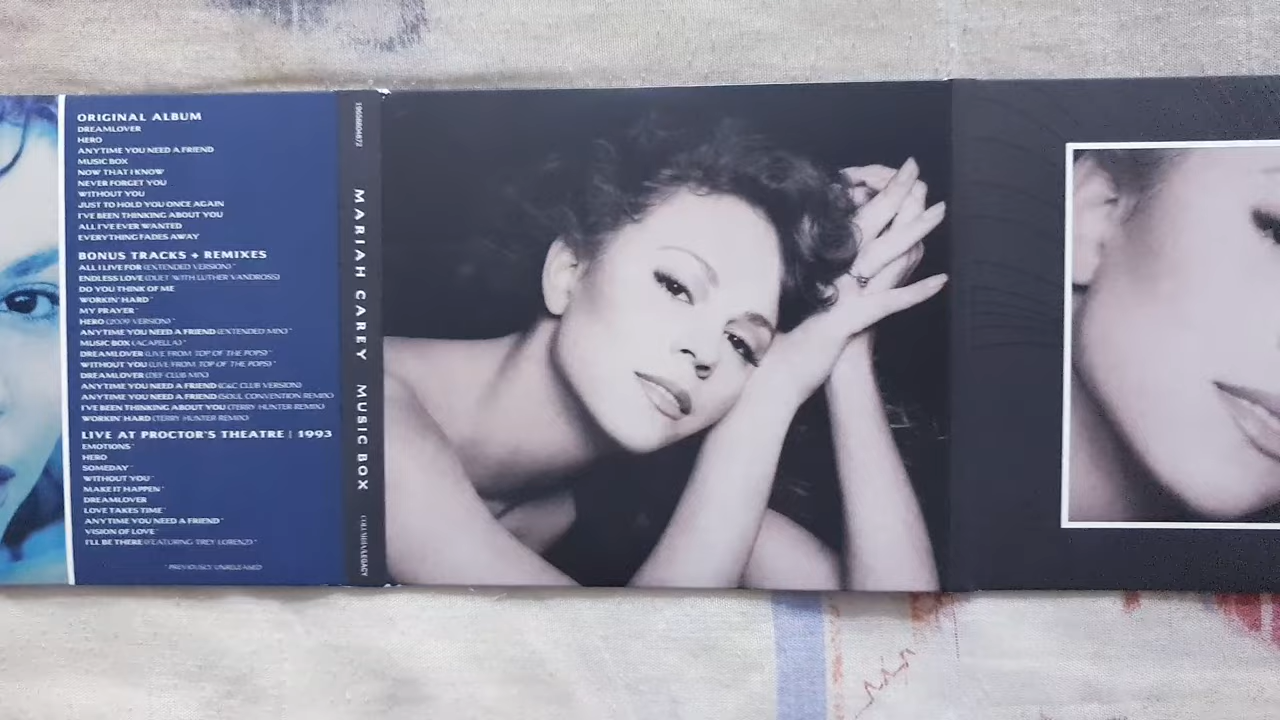 ORIGINAL ALBUM
DREAMLOVER
HERO
ANYTIME YOU NEED A FRIEND
MUSIC BOX
NOW THAT I KNOW
NEVER FORGET YOU
WITHOUT YOU
JUST TO HOLD YOU ONCE AGAIN
I'VE BEEN THINKING ABOUT YOU
ALL I'VE EVER WANTED
EVERYTHING FADES AWAY
BONUS TRACKS + REMIXES
ALL I LIVE FOR (EXTENDED VERSION)*
ENDLESS LOVE (DUET WITH LUTHER VANDROSS)
DO YOU THINK OF ME
WORKIN' HARD*
MY PRAYER*
HERO (2009 VERSION)*
ANYTIME YOU NEED A FRIEND (EXTENDED MIX)*
MUSIC BOX (ACAPELLA)*
DREAMLOVER (LIVE FROM TOP OF THE POPS)*
WITHOUT YOU (LIVE FROM TOP OF THE POPS)*
DREAMLOVER (DEF CLUB MIX)
ANYTIME YOU NEED A FRIEND (C&C CLUB VERSION)
ANYTIME YOU NEED A FRIEND (SOUL CONVENTION REMIX)
I'VE BEEN THINKING ABOUT YOU (TERRY HUNTER REMIX)
WORKIN' HARD (TERRY HUNTER REMIX)
LIVE AT PROCTOR'S THEATRE | 1993
EMOTIONS*
HERO
SOMEDAY*
WITHOUT YOU*
MAKE IT HAPPEN*
DREAMLOVER
LOVE TAKES TIME*
ANYTIME YOU NEED A FRIEND*
VISION OF LOVE*
I'LL BE THERE (FEATURING TREY LORENZ)*
* PREVIOUSLY UNRELEASED
MARIAH CAREY MUSIC BOX
COLUMBIA/LEGACY